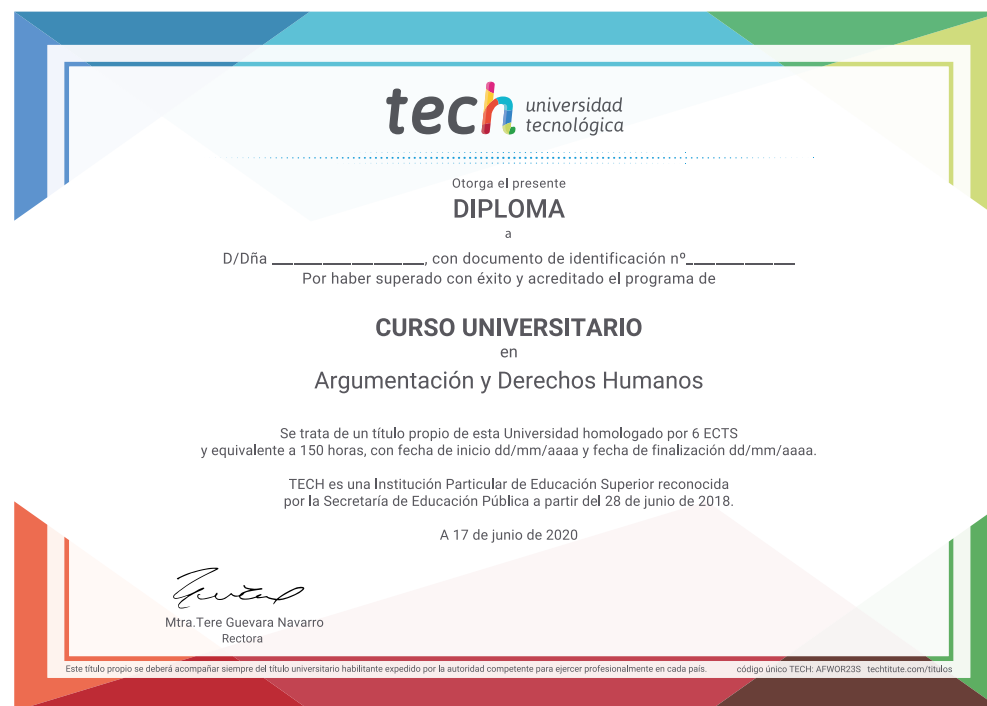 tech universidad
tecnológica
Otorga el presente
DIPLOMA
a
D/Dña ___________________, con documento de identificación nº_____________
Por haber superado con éxito y acreditado el programa de
CURSO UNIVERSITARIO
en
Argumentación y Derechos Humanos
Se trata de un título propio de esta Universidad homologado por 6 ECTS
y equivalente a 150 horas, con fecha de inicio dd/mm/aaaa y fecha de finalización dd/mm/aaaa.
TECH es una Institución Particular de Educación Superior reconocida
por la Secretaría de Educación Pública a partir del 28 de junio de 2018.
A 17 de junio de 2020
Mtra.Tere Guevara Navarro
Rectora
Este título propio se deberá acompañar siempre del título universitario habilitante expedido por la autoridad competente para ejercer profesionalmente en cada país. código único TECH: AFWOR23S techtitute.com/titulos